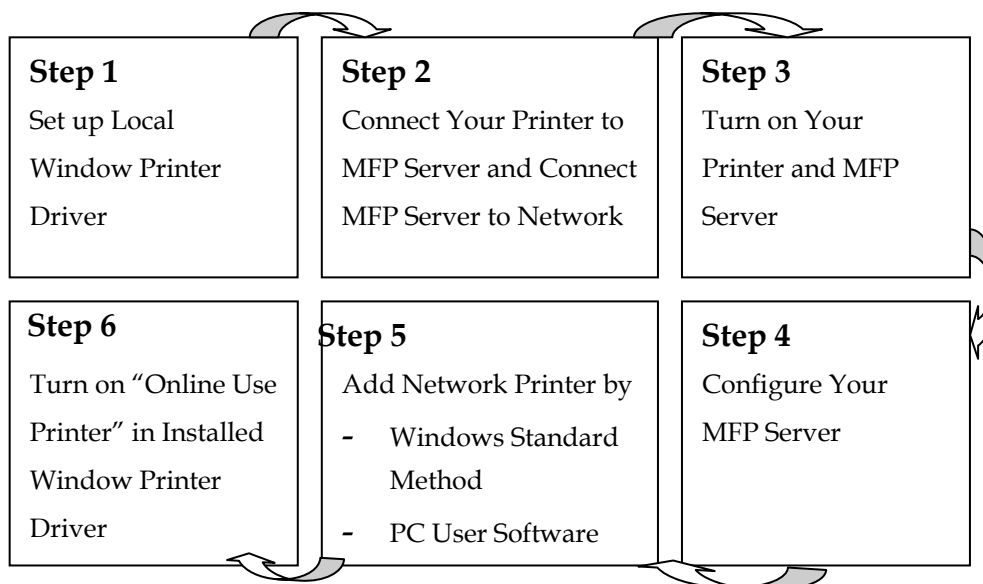 Step 1
Set up Local
Window Printer
Driver
Step 2
Connect Your Printer to
MFP Server and Connect
MFP Server to Network
Step 3
Turn on Your
Printer and MFP
Server
Step 4
Configure Your
MFP Server
Step 5
Add Network Printer by
- Windows Standard
Method
- PC User Software
Step 6
Turn on “Online Use
Printer” in Installed
Window Printer
Driver